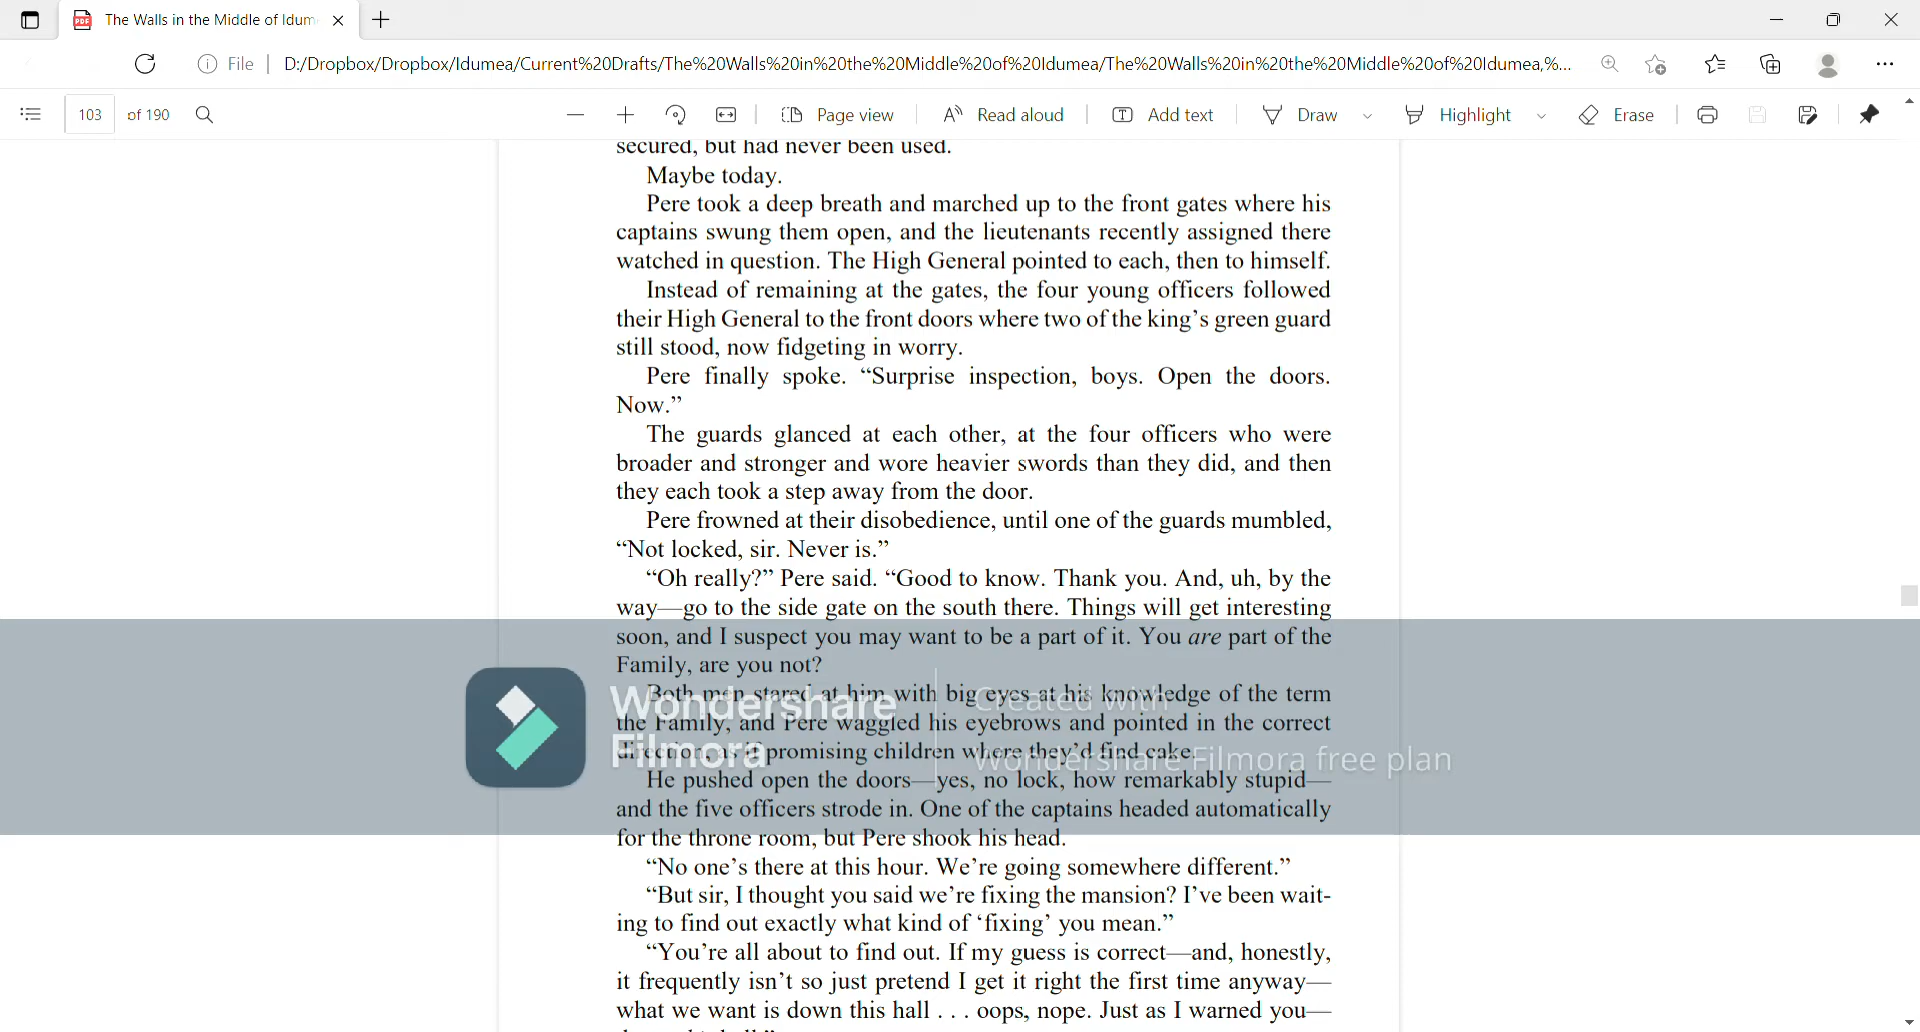 The Walls in the Middle of Idum
File
D:/Dropbox/Dropbox/Idumea/Current%20Drafts/The%20Walls%20in%20the%20Middle%20of%20Idumea/The%20Walls%20in%20the%20Middle%20of%20Idumea,%...
103 of 190
Page view
Read aloud
Add text
Draw
Highlight
Erase
secured, but had never been used.
Maybe today.
Pere took a deep breath and marched up to the front gates where his
captains swung them open, and the lieutenants recently assigned there
watched in question. The High General pointed to each, then to himself.
Instead of remaining at the gates, the four young officers followed
their High General to the front doors where two of the king’s green guard
still stood, now fidgeting in worry.
Pere finally spoke. “Surprise inspection, boys. Open the doors.
Now.”
The guards glanced at each other, at the four officers who were
broader and stronger and wore heavier swords than they did, and then
they each took a step away from the door.
Pere frowned at their disobedience, until one of the guards mumbled,
“Not locked, sir. Never is.”
“Oh really?” Pere said. “Good to know. Thank you. And, uh, by the
way—go to the side gate on the south there. Things will get interesting
soon, and I suspect you may want to be a part of it. You are part of the
Family, are you not?
Both men stared at him with big eyes at his knowledge of the term
the Family, and Pere waggled his eyebrows and pointed in the correct
direction, as if promising children where they’d find cake.
Wondershare
Filmora
Created with
Wondershare Filmora free plan
He pushed open the doors—yes, no lock, how remarkably stupid—
and the five officers strode in. One of the captains headed automatically
for the throne room, but Pere shook his head.
“No one’s there at this hour. We’re going somewhere different.”
“But sir, I thought you said we’re fixing the mansion? I’ve been wait-
ing to find out exactly what kind of ‘fixing’ you mean.”
“You’re all about to find out. If my guess is correct—and, honestly,
it frequently isn’t so just pretend I get it right the first time anyway—
what we want is down this hall . . . oops, nope. Just as I warned you—